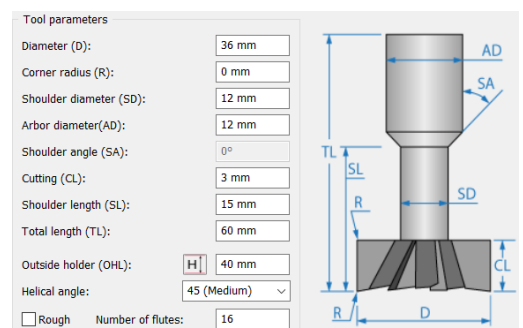 Tool parameters
Diameter (D): 36 mm
Corner radius (R): 0 mm
Shoulder diameter (SD): 12 mm
Arbor diameter(AD): 12 mm
Shoulder angle (SA): 0°
Cutting (CL): 3 mm
Shoulder length (SL): 15 mm
Total length (TL): 60 mm
Outside holder (OHL): H 40 mm
Helical angle: 45 (Medium)
Rough Number of flutes: 16
AD
SA
TL
SL
R
SD
CL
R
D